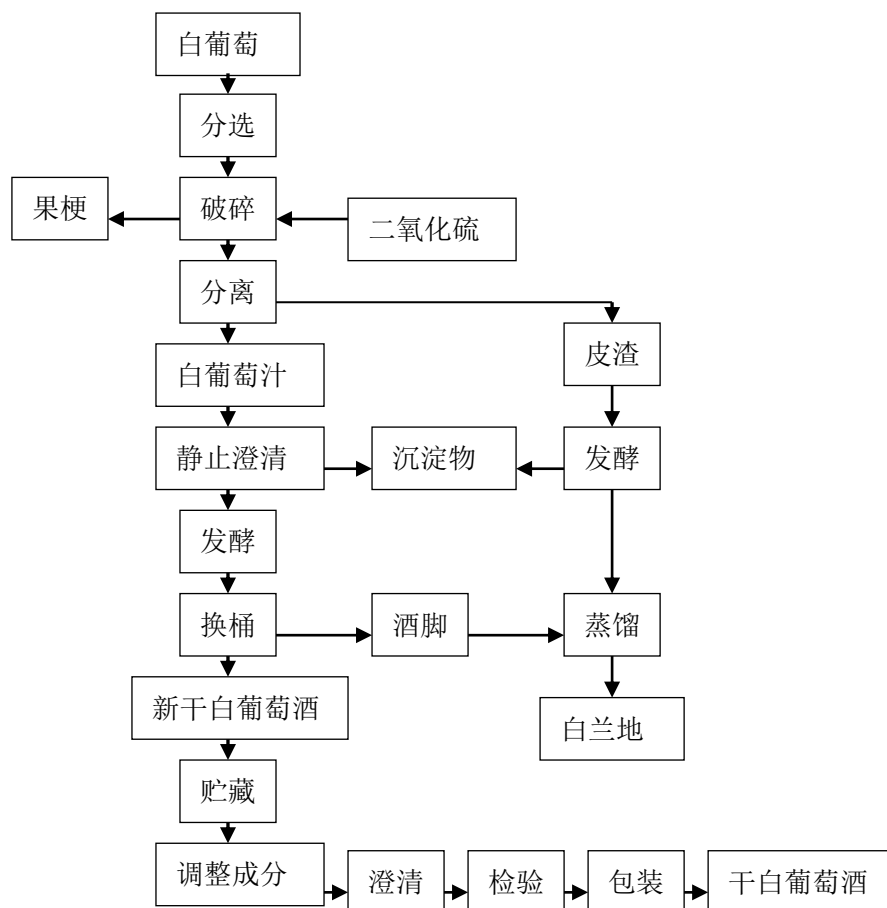 白葡萄
分选
果梗
破碎
二氧化硫
分离
白葡萄汁
皮渣
静止澄清
沉淀物
发酵
发酵
换桶
酒脚
蒸馏
新干白葡萄酒
白兰地
贮藏
调整成分
澄清
检验
包装
干白葡萄酒